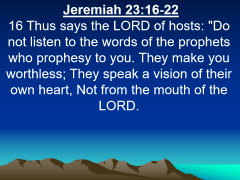 Jeremiah 23:16-22
16 Thus says the LORD of hosts: "Do
not listen to the words of the prophets
who prophesy to you. They make you
worthless; They speak a vision of their
own heart, Not from the mouth of the
LORD.